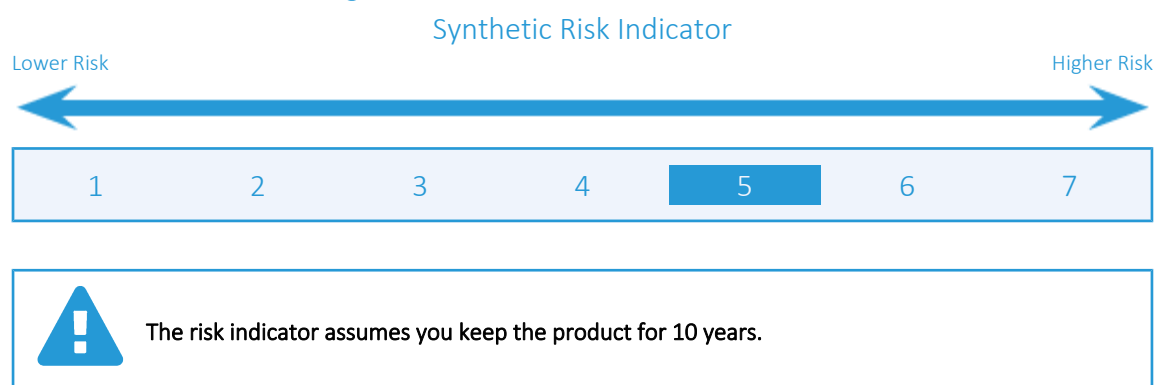 Synthetic Risk Indicator
Lower Risk Higher Risk
1 2 3 4 5 6 7
The risk indicator assumes you keep the product for 10 years.